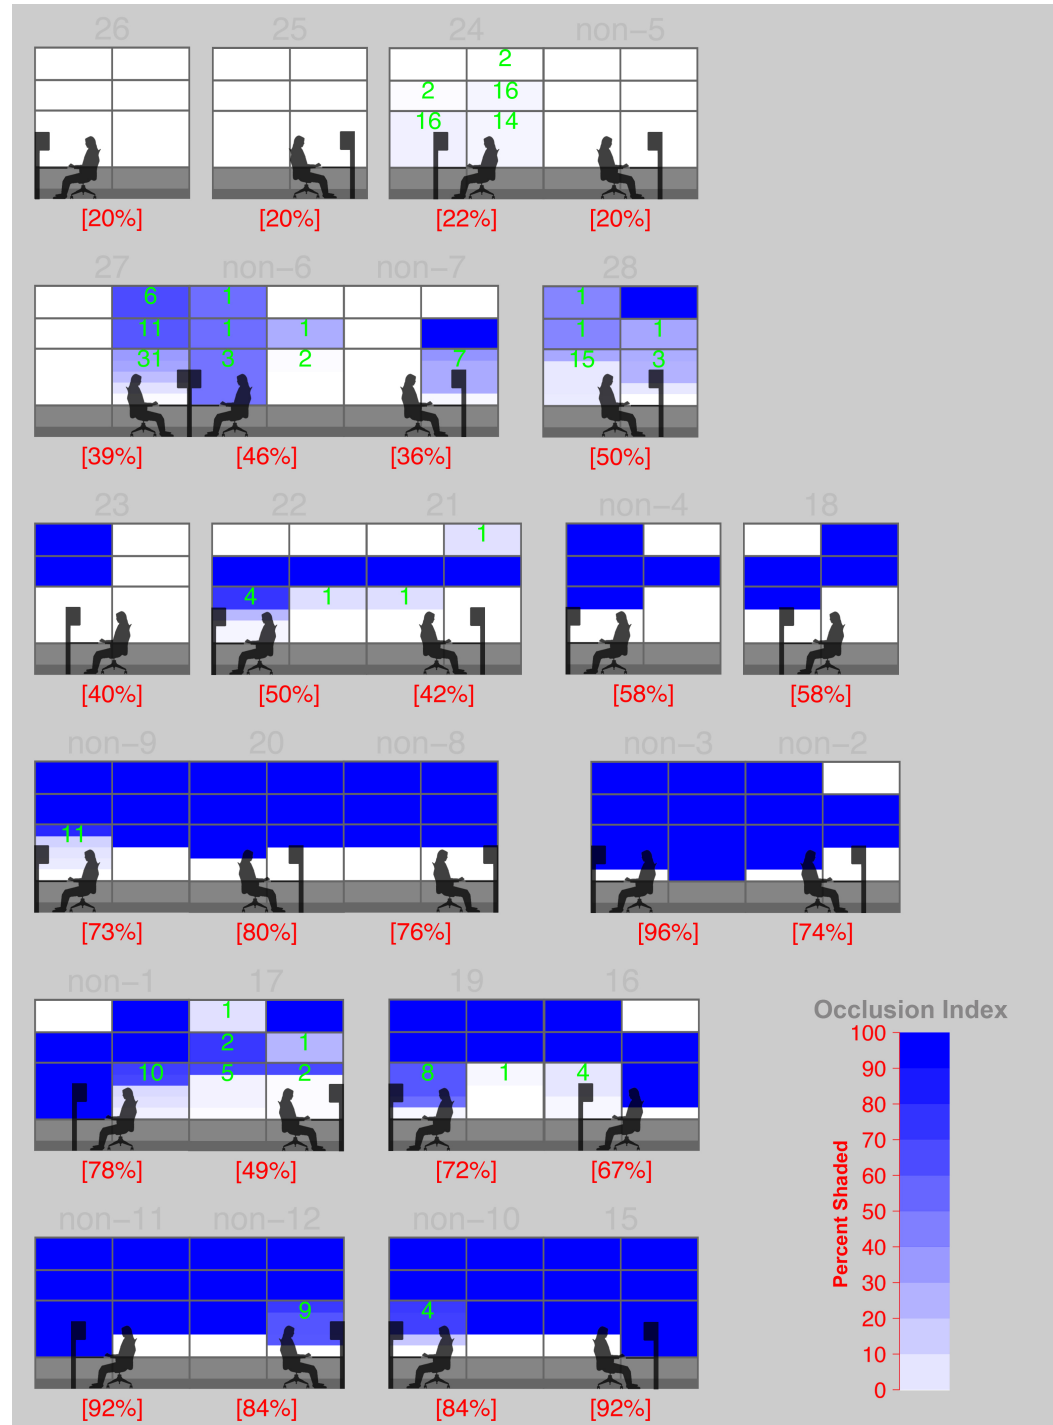 26 25 24 non-5
2
2 16
16 14
[20%] [20%] [22%] [20%]
27 non-6 non-7 28
6 1 1
11 1 1 1 1
31 3 2 7 15 3
[39%] [46%] [36%] [50%]
23 22 21 non-4 18
1
4 1 1
[40%] [50%] [42%] [58%] [58%]
non-9 20 non-8 non-3 non-2
11
[73%] [80%] [76%] [96%] [74%]
non-1 17 19 16
1
2 1
10 5 2 8 1 4
[78%] [49%] [72%] [67%]
non-11 non-12 non-10 15
9 4
[92%] [84%] [84%] [92%]
Occlusion Index
Percent Shaded
100
90
80
70
60
50
40
30
20
10
0